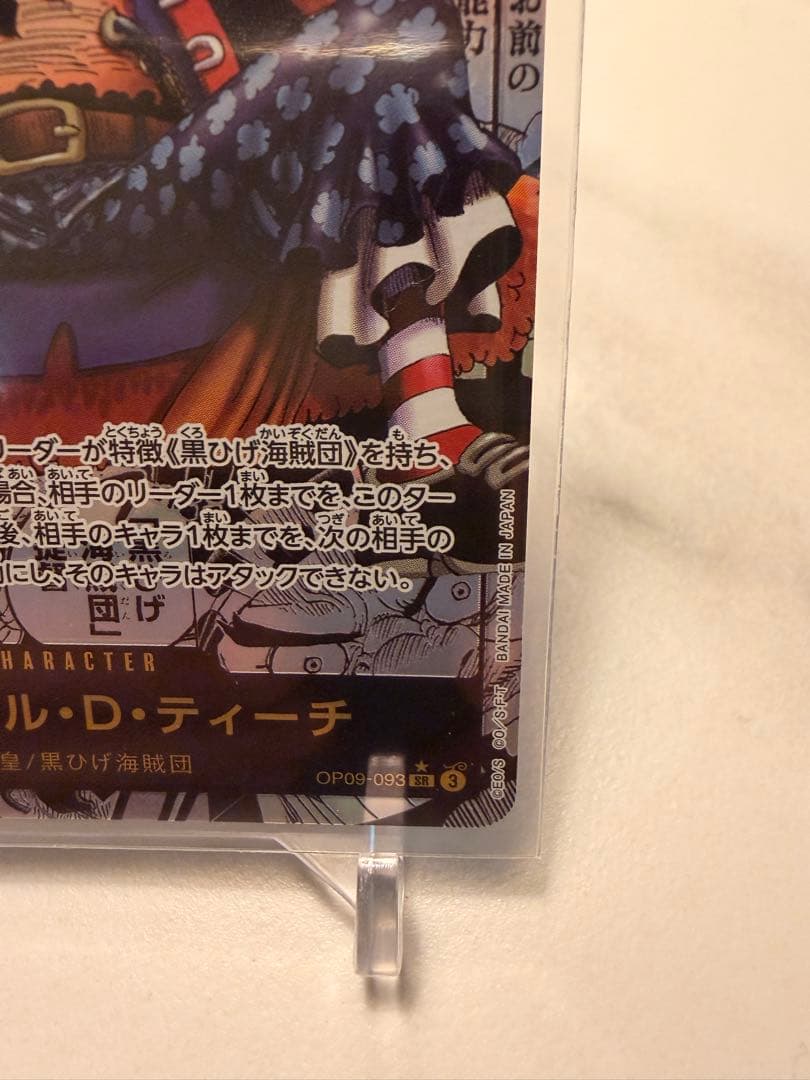 お前の
能力
ーダーが特徴《黒ひげ海賊団》を持ち、
場合、相手のリーダー1枚までを、このター
後、相手のキャラ1枚までを、次の相手の
にし、そのキャラはアタックできない。
CHARACTER
ル・D・ティーチ
皇/黒ひげ海賊団
OP09-093 SR 3
©EO/S ©O/S・F・T BANDAI MADE IN JAPAN